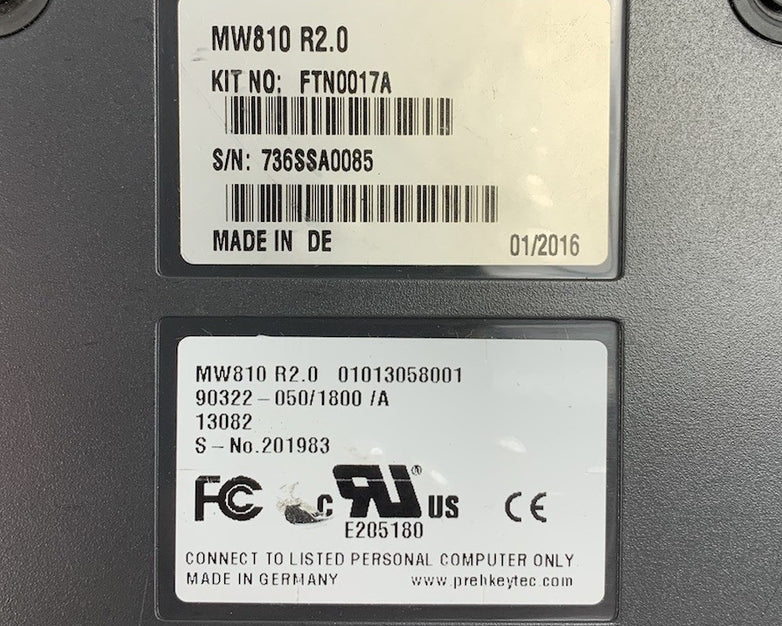 MW810 R2.0
KIT NO: FTN0017A
S/N: 736SSA0085
MADE IN DE 01/2016
MW810 R2.0 01013058001
90322-050/1800 /A
13082
S-No.201983
FC C RU® US CE
E205180
CONNECT TO LISTED PERSONAL COMPUTER ONLY
MADE IN GERMANY www.prehkeytec.com